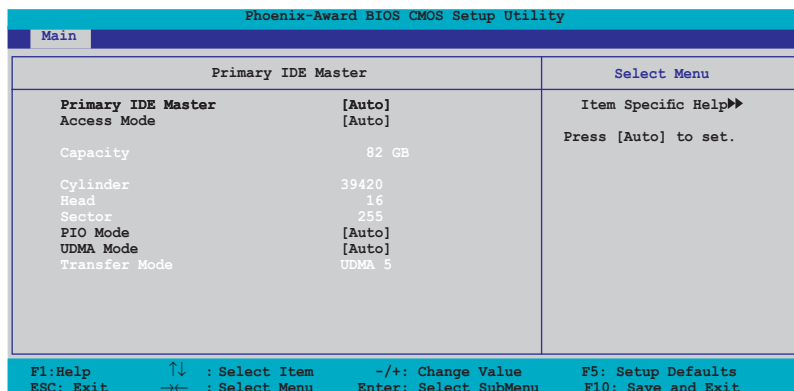 Phoenix-Award BIOS CMOS Setup Utility
Main
Primary IDE Master
Select Menu
Primary IDE Master [Auto]
Access Mode [Auto]
Capacity 82 GB
Cylinder 39420
Head 16
Sector 255
PIO Mode [Auto]
UDMA Mode [Auto]
Transfer Mode UDMA 5
Item Specific Help▶▶
Press [Auto] to set.
F1:Help ↑↓ : Select Item -/+: Change Value F5: Setup Defaults
ESC: Exit →← : Select Menu Enter: Select SubMenu F10: Save and Exit